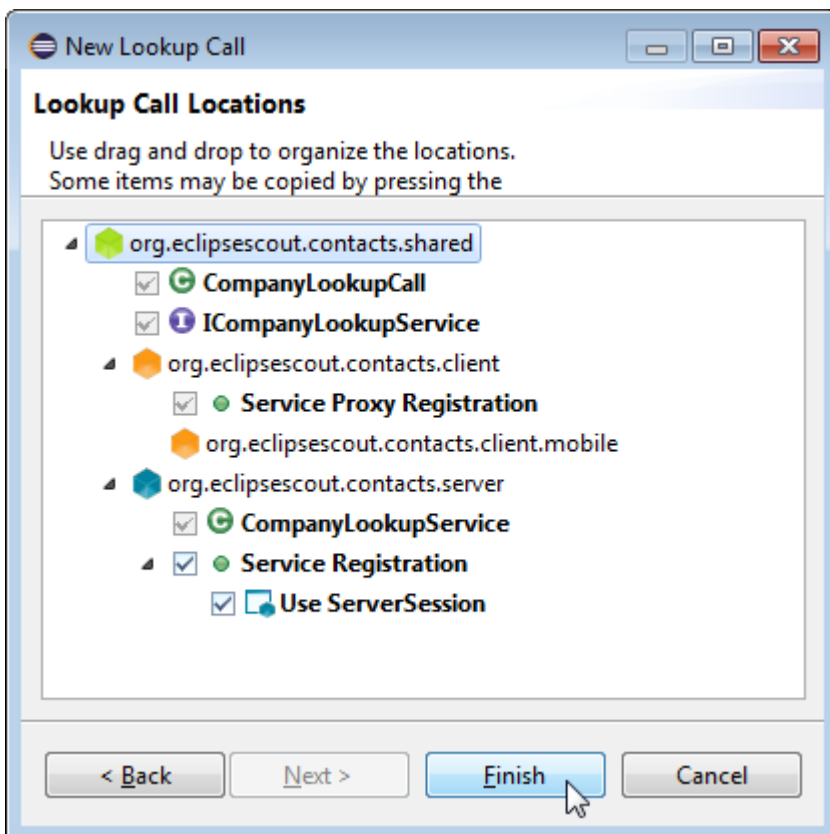 New Lookup Call
Lookup Call Locations
Use drag and drop to organize the locations.
Some items may be copied by pressing the
org.eclipsescout.contacts.shared
CompanyLookupCall
ICompanyLookupService
org.eclipsescout.contacts.client
Service Proxy Registration
org.eclipsescout.contacts.client.mobile
org.eclipsescout.contacts.server
CompanyLookupService
Service Registration
Use ServerSession
< Back Next > Finish Cancel